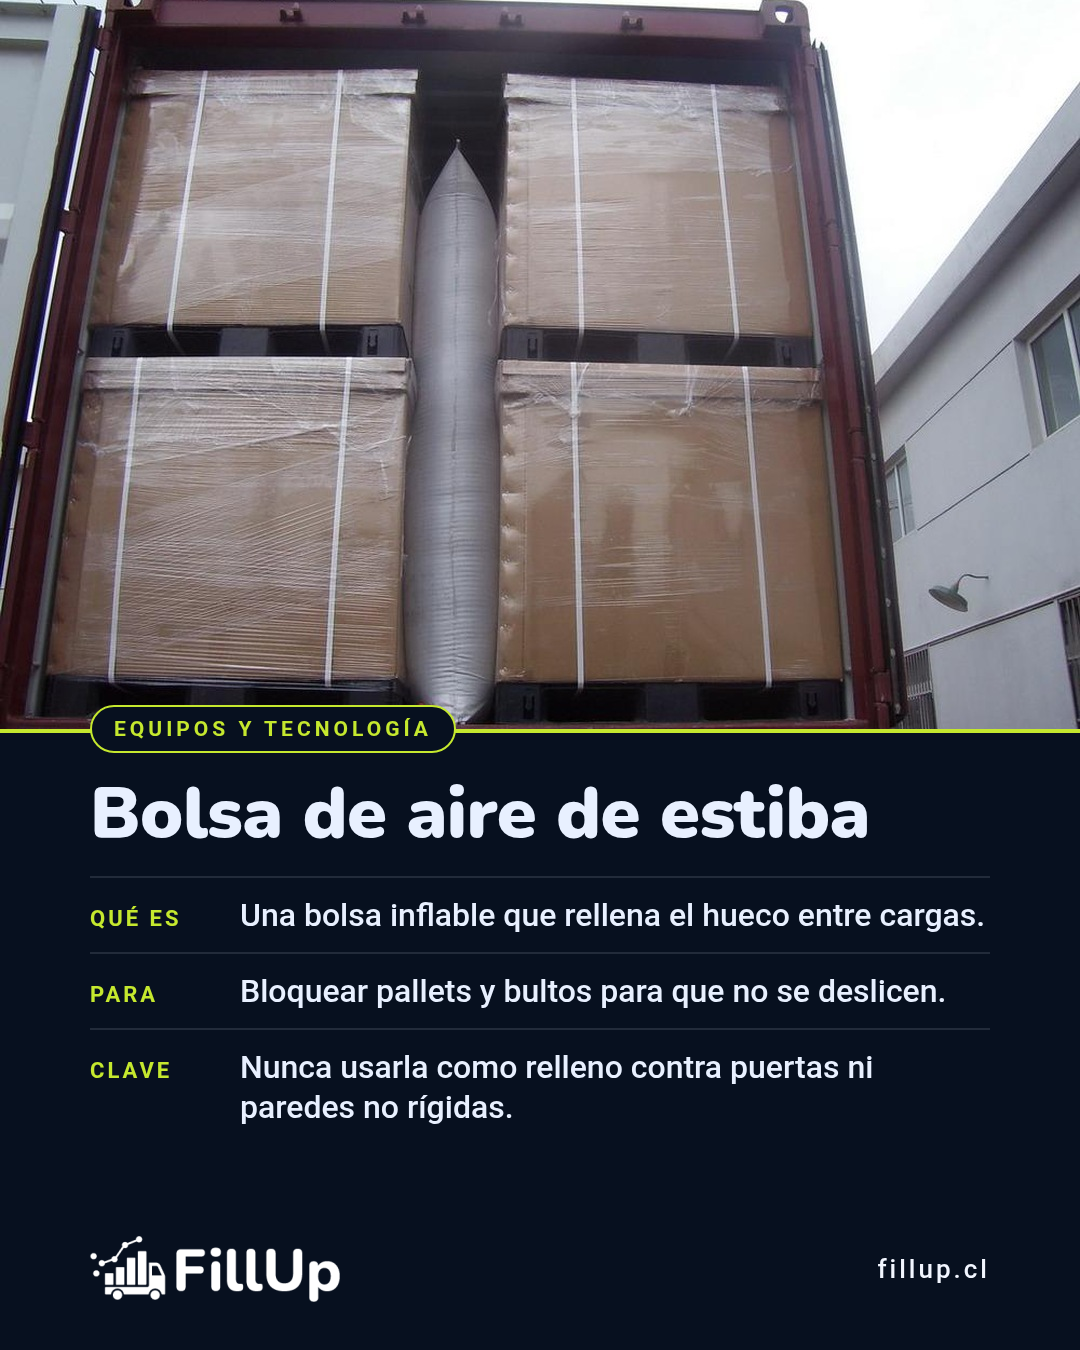 EQUIPOS Y TECNOLOGÍA
Bolsa de aire de estiba
QUÉ ES
Una bolsa inflable que rellena el hueco entre cargas.
PARA
Bloquear pallets y bultos para que no se deslicen.
CLAVE
Nunca usarla como relleno contra puertas ni
paredes no rígidas.
FillUp
fillup.cl